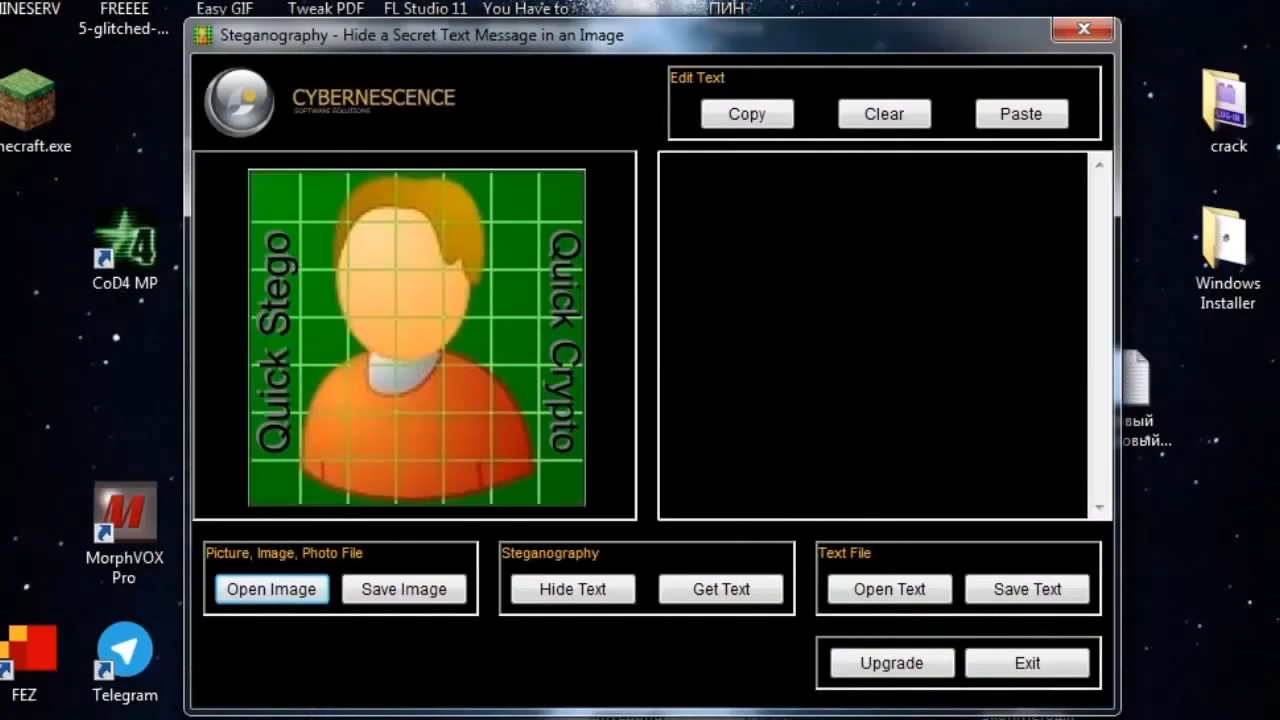 INESERV
FREEEE
5-glitched-...
Easy GIF
Tweak PDF
FL Studio 11
You Have to
ПИН
Steganography - Hide a Secret Text Message in an Image
CYBERNESCENCE
SOFTWARE SOLUTIONS
Edit Text
Copy
Clear
Paste
necraft.exe
CoD4 MP
MorphVOX
Pro
FEZ
Telegram
Quick Stego
Quick Crypto
PLUG-IN
crack
Windows
Installer
вый
овый...
Picture, Image, Photo File
Open Image
Save Image
Steganography
Hide Text
Get Text
Text File
Open Text
Save Text
Upgrade
Exit